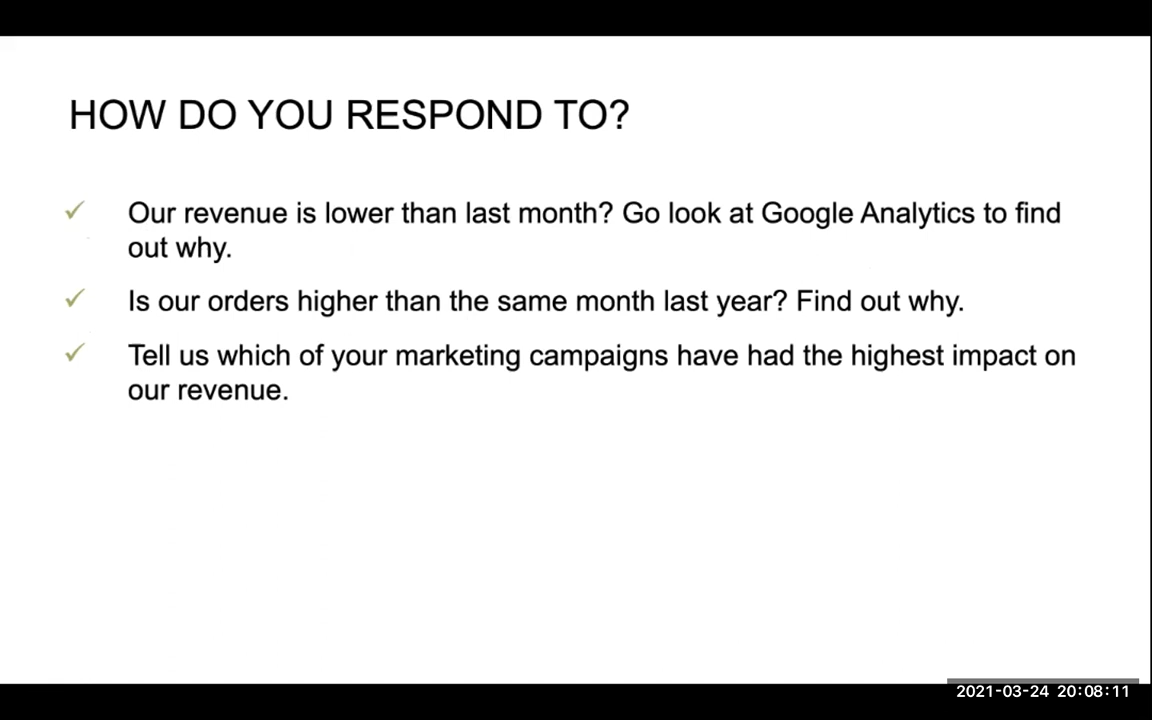 HOW DO YOU RESPOND TO?
✓ Our revenue is lower than last month? Go look at Google Analytics to find
out why.
✓ Is our orders higher than the same month last year? Find out why.
✓ Tell us which of your marketing campaigns have had the highest impact on
our revenue.
2021-03-24 20:08:11